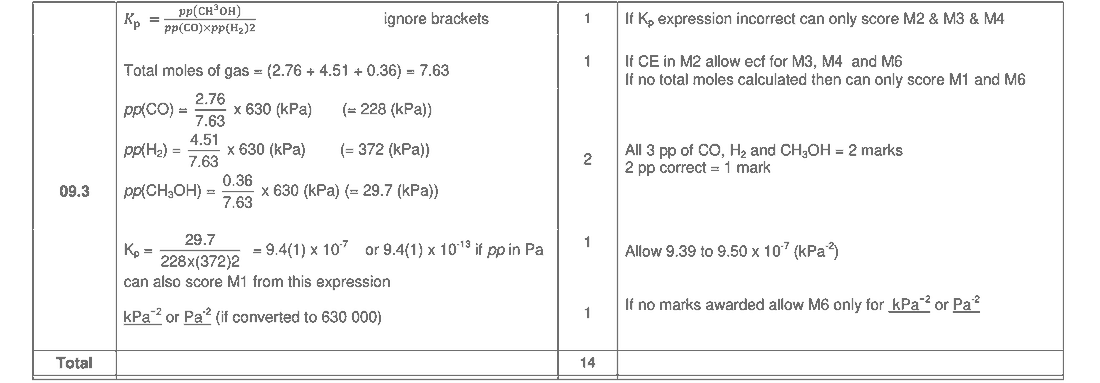 Kp = pp(CH³OH) / pp(CO)×pp(H₂)2 ignore brackets 1 If Kp expression incorrect can only score M2 & M3 & M4
Total moles of gas = (2.76 + 4.51 + 0.36) = 7.63 1 If CE in M2 allow ecf for M3, M4 and M6
If no total moles calculated then can only score M1 and M6
pp(CO) = 2.76 / 7.63 x 630 (kPa) (= 228 (kPa))
pp(H₂) = 4.51 / 7.63 x 630 (kPa) (= 372 (kPa))
2 All 3 pp of CO, H₂ and CH₃OH = 2 marks
2 pp correct = 1 mark
09.3 pp(CH₃OH) = 0.36 / 7.63 x 630 (kPa) (= 29.7 (kPa))
Kp = 29.7 / 228x(372)2 = 9.4(1) x 10⁻⁷ or 9.4(1) x 10⁻¹³ if pp in Pa 1 Allow 9.39 to 9.50 x 10⁻⁷ (kPa⁻²)
can also score M1 from this expression
kPa⁻² or Pa⁻² (if converted to 630 000) 1 If no marks awarded allow M6 only for kPa⁻² or Pa⁻²
Total 14